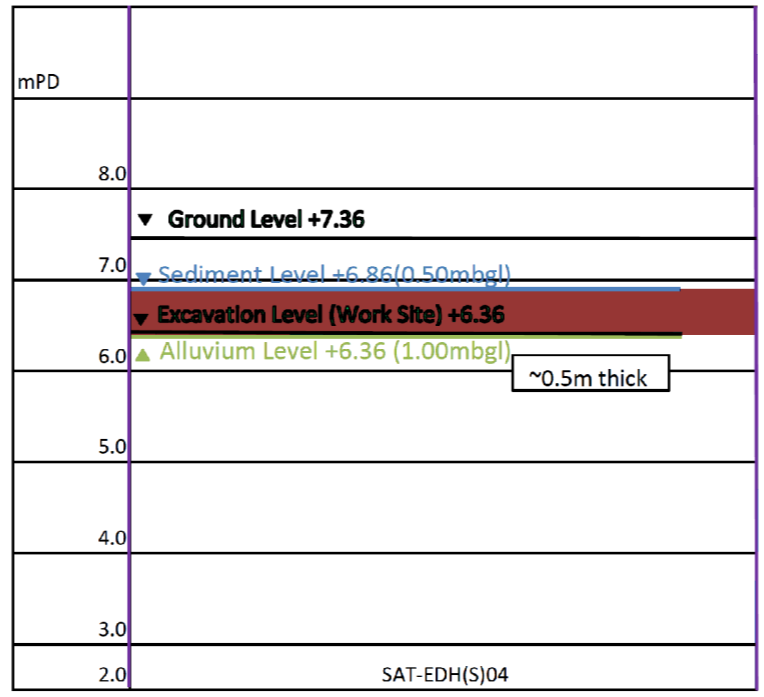 mPD
8.0
▼ Ground Level +7.36
7.0
▼ Sediment Level +6.86(0.50mbgl)
▼ Excavation Level (Work Site) +6.36
6.0
▲ Alluvium Level +6.36 (1.00mbgl)
~0.5m thick
5.0
4.0
3.0
2.0
SAT-EDH(S)04